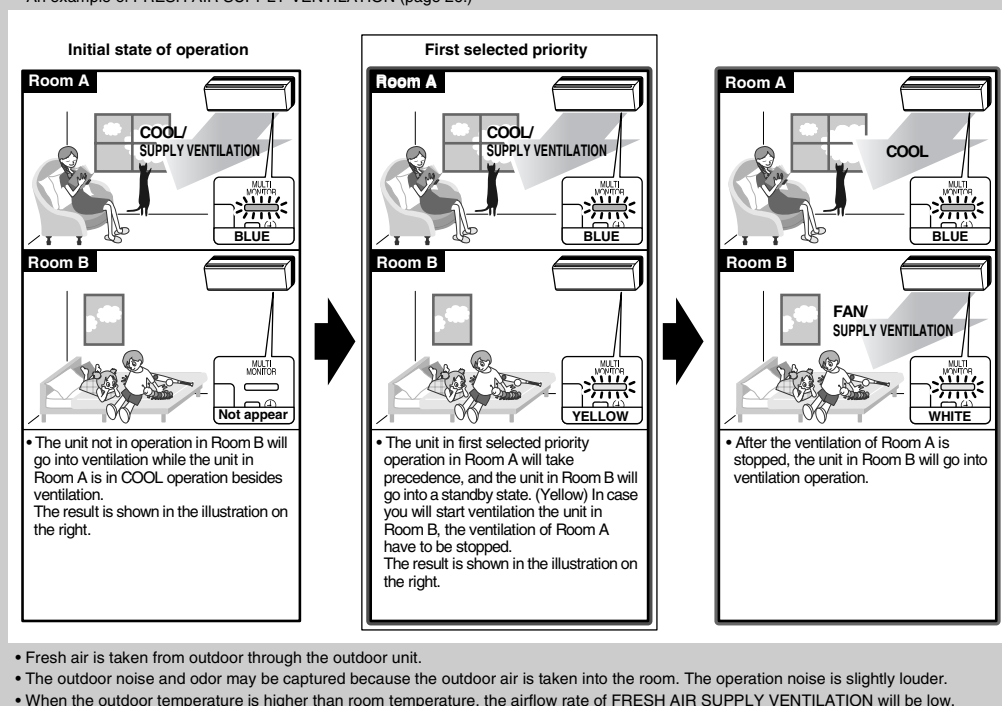 An example of FRESH AIR SUPPLY VENTILATION (page 26.)
Initial state of operation
Room A
COOL/
SUPPLY VENTILATION
MULTI
MONITOR
BLUE
Room B
MULTI
MONITOR
Not appear
• The unit not in operation in Room B will
go into ventilation while the unit in
Room A is in COOL operation besides
ventilation.
The result is shown in the illustration on
the right.
First selected priority
Room A
COOL/
SUPPLY VENTILATION
MULTI
MONITOR
BLUE
Room B
MULTI
MONITOR
YELLOW
• The unit in first selected priority
operation in Room A will take
precedence, and the unit in Room B will
go into a standby state. (Yellow) In case
you will start ventilation the unit in
Room B, the ventilation of Room A
have to be stopped.
The result is shown in the illustration on
the right.
Room A
COOL
MULTI
MONITOR
BLUE
Room B
FAN/
SUPPLY VENTILATION
MULTI
MONITOR
WHITE
• After the ventilation of Room A is
stopped, the unit in Room B will go into
ventilation operation.
• Fresh air is taken from outdoor through the outdoor unit.
• The outdoor noise and odor may be captured because the outdoor air is taken into the room. The operation noise is slightly louder.
• When the outdoor temperature is higher than room temperature, the airflow rate of FRESH AIR SUPPLY VENTILATION will be low.